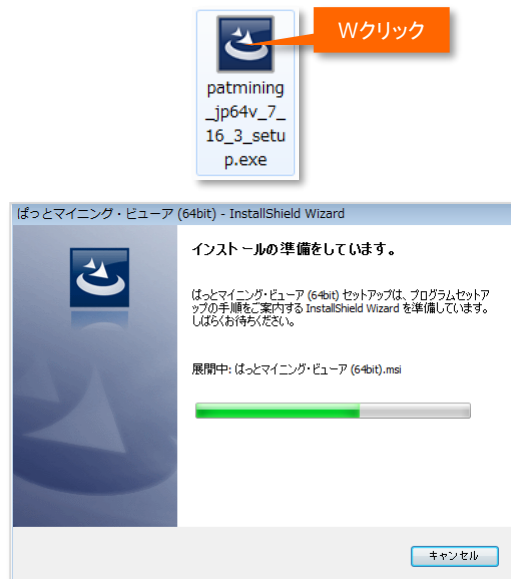 Wクリック
patmining
_jp64v_7_
16_3_setu
p.exe
ぱっとマイニング・ビューア (64bit) - InstallShield Wizard
インストールの準備をしています。
ぱっとマイニング・ビューア (64bit) セットアップは、プログラムセットア
ップの手順をご案内する InstallShield Wizard を準備しています。
しばらくお待ちください。
展開中: ぱっとマイニング・ビューア (64bit).msi
キャンセル